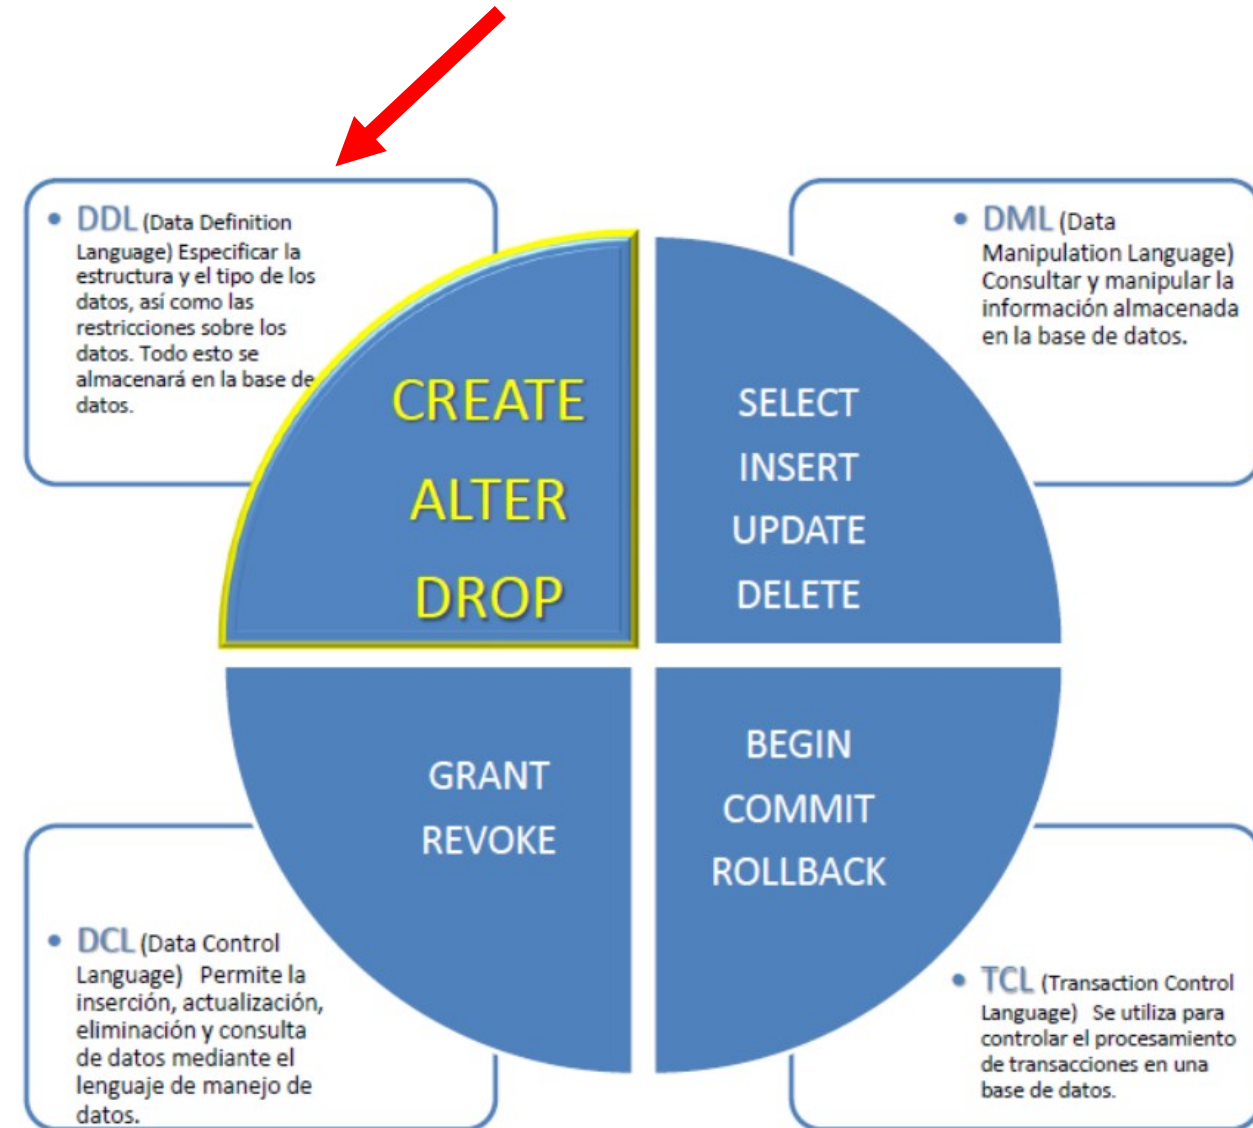 • DDL (Data Definition
Language) Especificar la
estructura y el tipo de los
datos, así como las
restricciones sobre los
datos. Todo esto se
almacenará en la base de
datos.
CREATE
ALTER
DROP
• DML (Data
Manipulation Language)
Consultar y manipular la
información almacenada
en la base de datos.
SELECT
INSERT
UPDATE
DELETE
• DCL (Data Control
Language) Permite la
inserción, actualización,
eliminación y consulta
de datos mediante el
lenguaje de manejo de
datos.
GRANT
REVOKE
BEGIN
COMMIT
ROLLBACK
• TCL (Transaction Control
Language) Se utiliza para
controlar el procesamiento
de transacciones en una
base de datos.